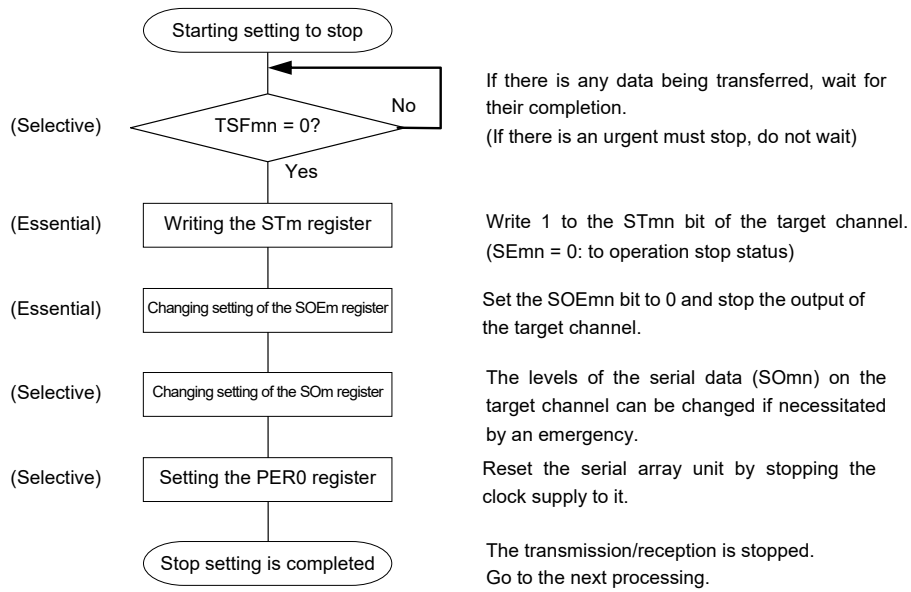 Starting setting to stop
No
If there is any data being transferred, wait for
their completion.
(If there is an urgent must stop, do not wait)
(Selective)
TSFmn = 0?
Yes
(Essential)
Writing the STm register
Write 1 to the STmn bit of the target channel.
(SEmn = 0: to operation stop status)
(Essential)
Changing setting of the SOEm register
Set the SOEmn bit to 0 and stop the output of
the target channel.
(Selective)
Changing setting of the SOm register
The levels of the serial data (SOmn) on the
target channel can be changed if necessitated
by an emergency.
(Selective)
Setting the PER0 register
Reset the serial array unit by stopping the
clock supply to it.
Stop setting is completed
The transmission/reception is stopped.
Go to the next processing.